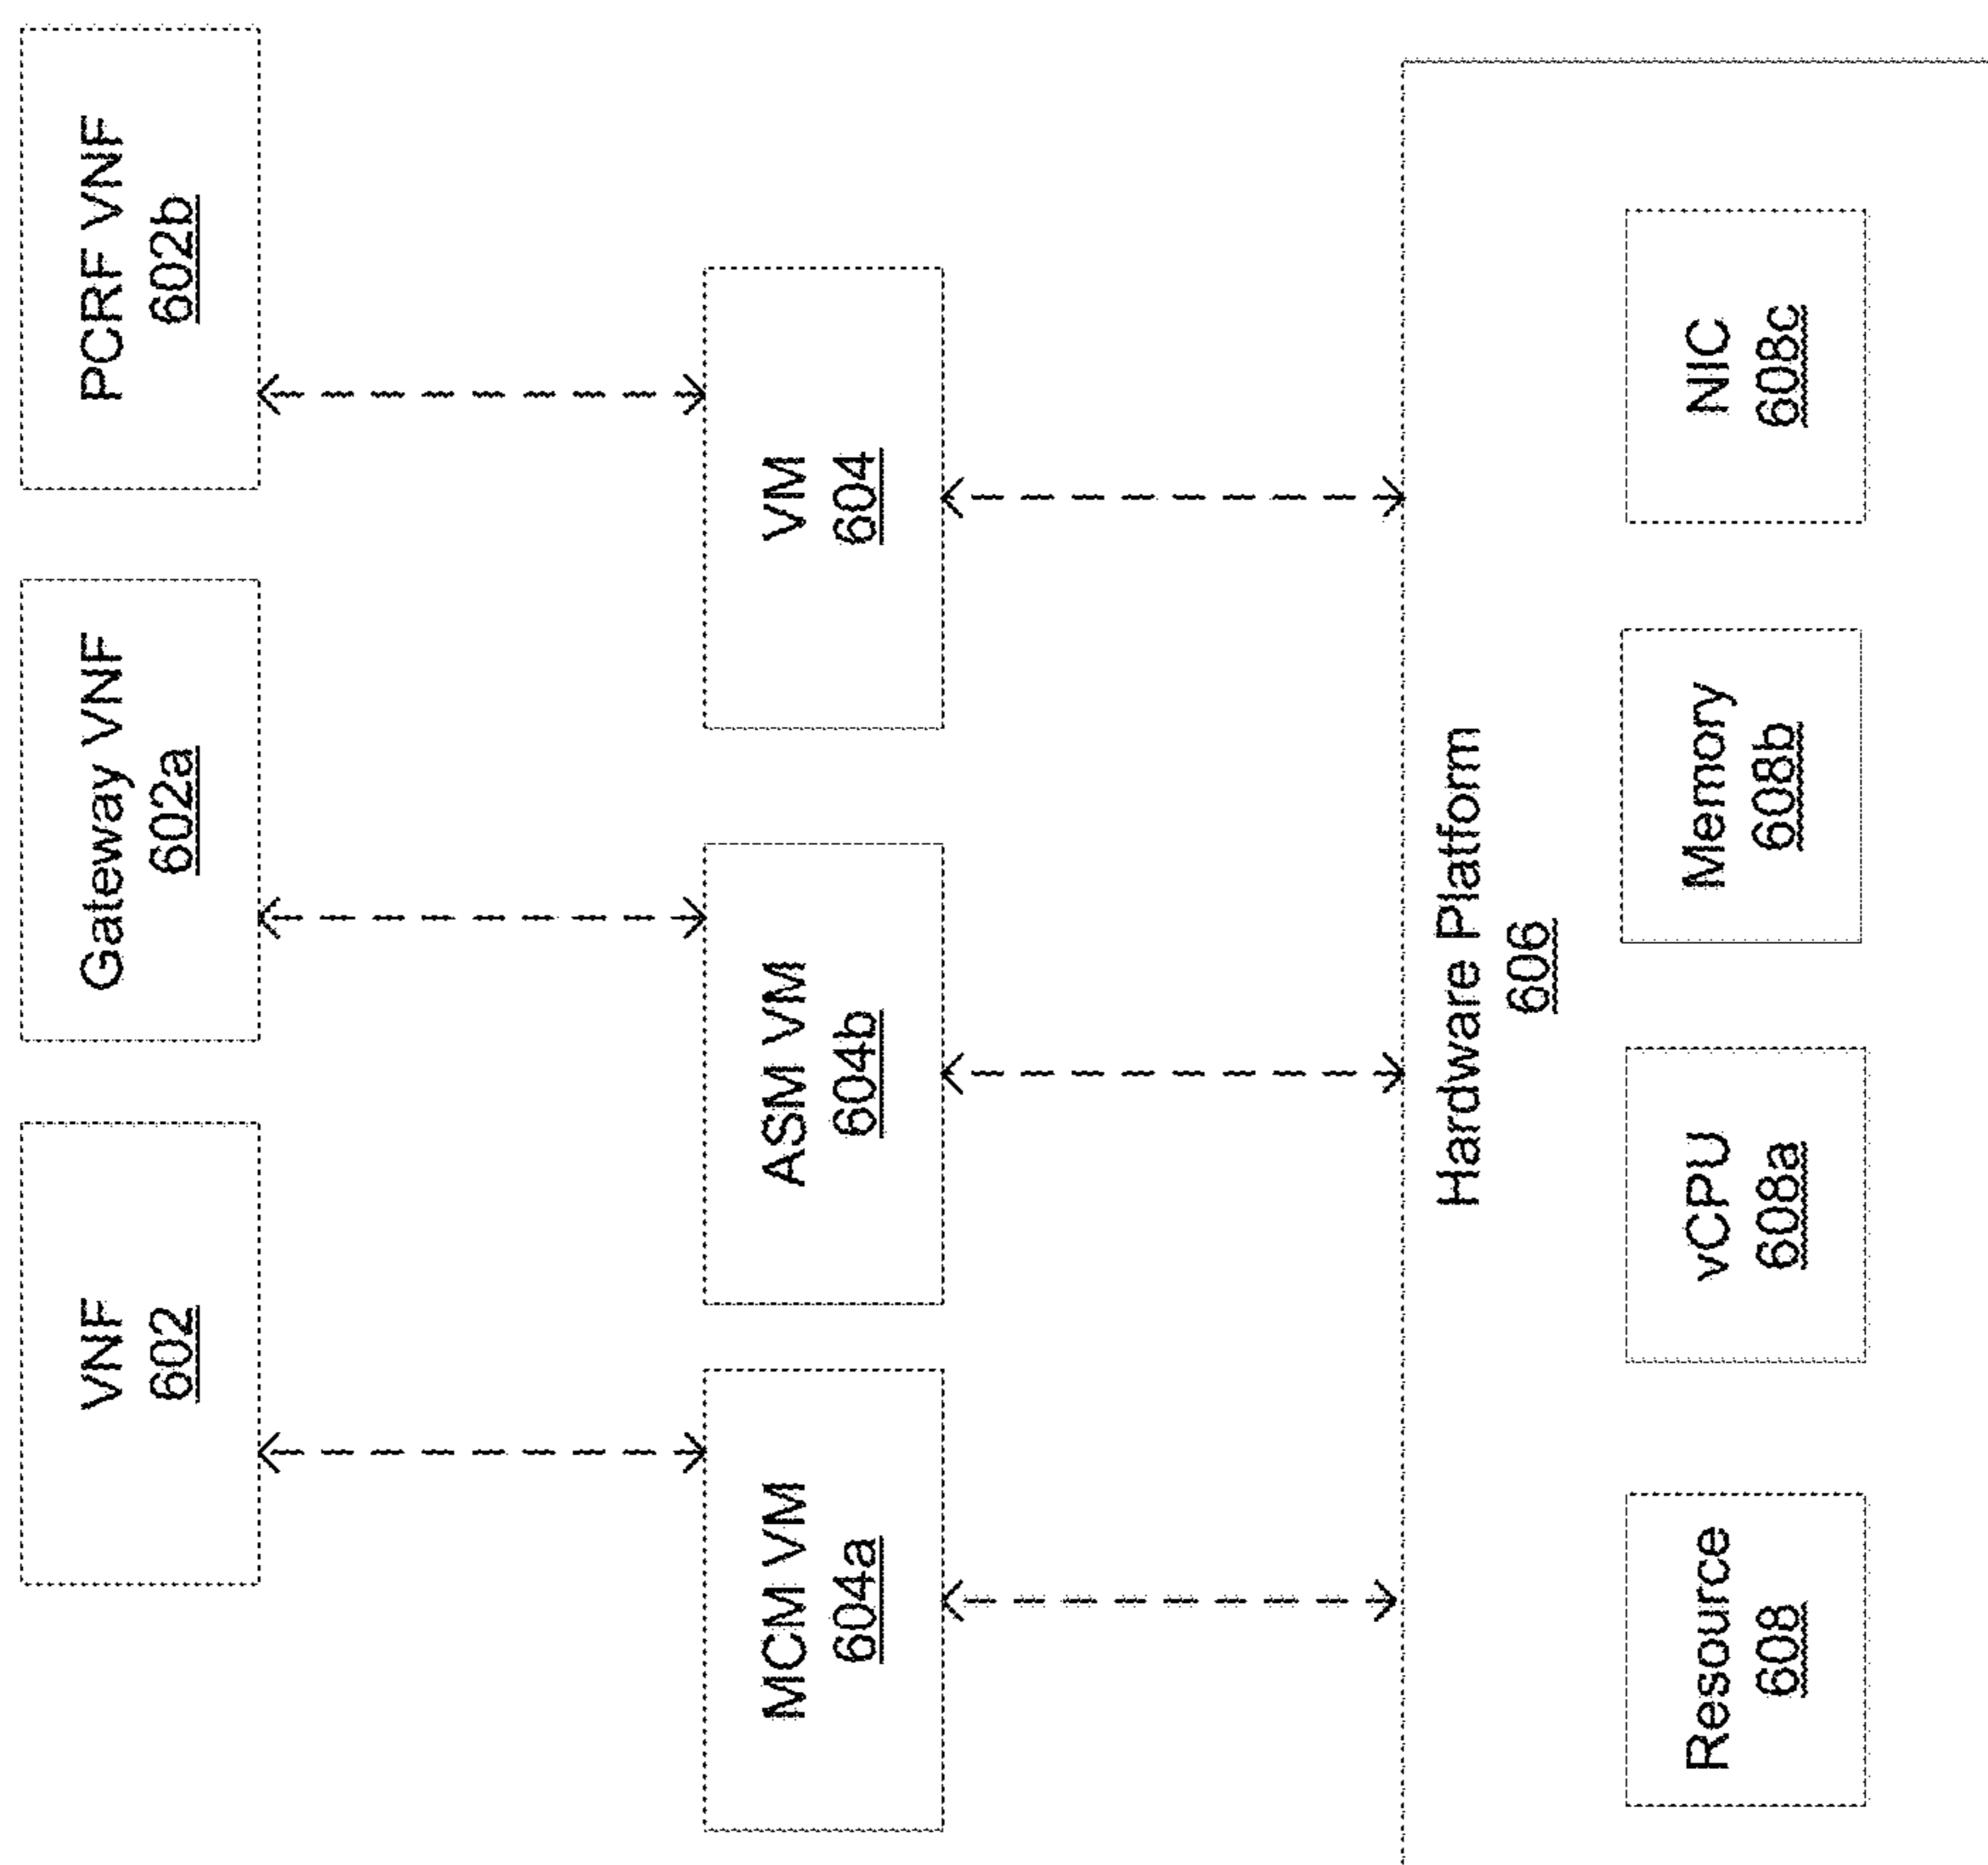 VNF
602
Gateway VNF
602a
PCRF VNF
602b
MCM VM
604a
ASM VM
604b
VM
604
Hardware Platform
606
Resource
608
vCPU
608a
Memory
608b
NIC
608c